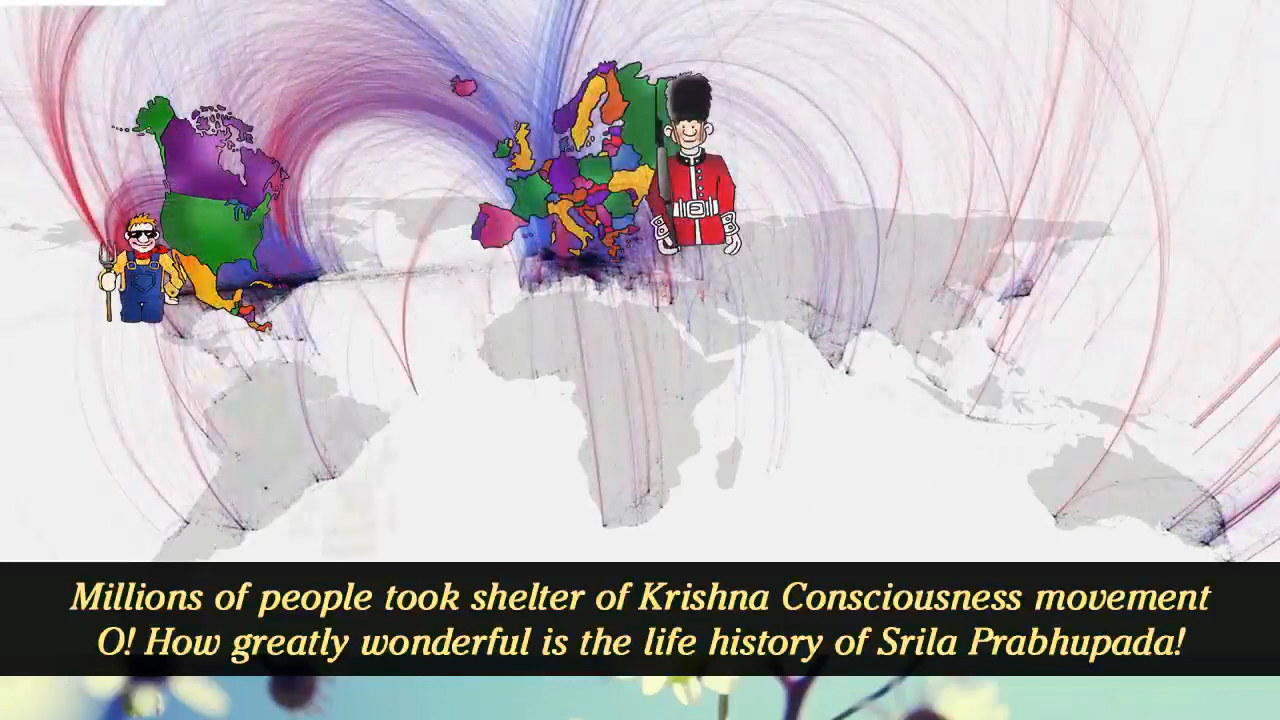 Millions of people took shelter of Krishna Consciousness movement
O! How greatly wonderful is the life history of Srila Prabhupada!